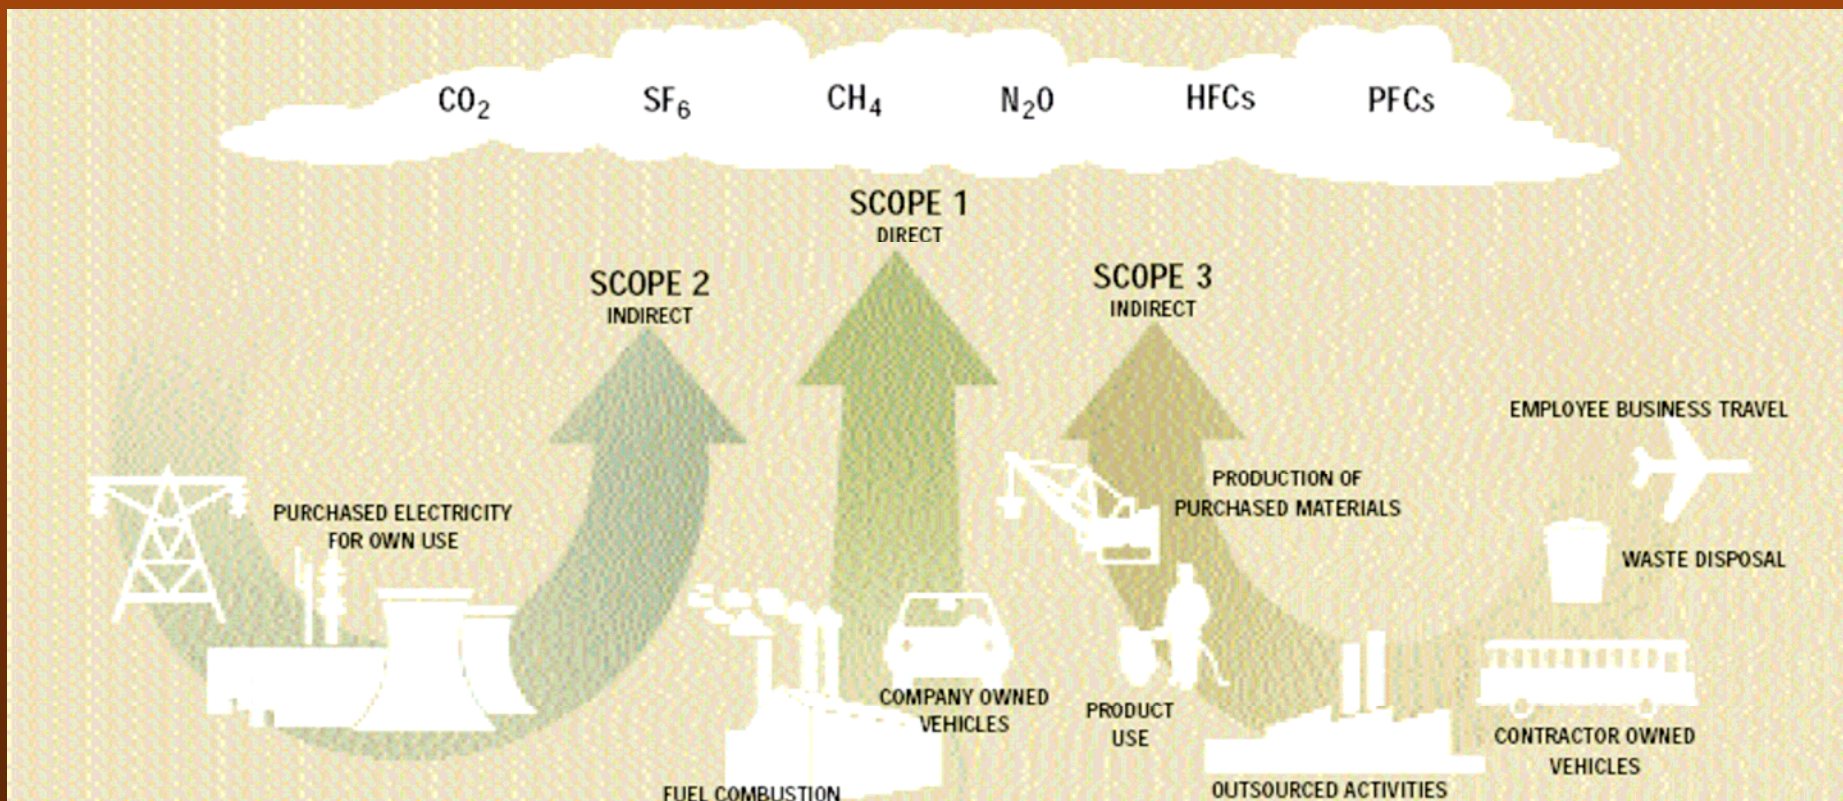 CO₂ SF₆ CH₄ N₂O HFCs PFCs
SCOPE 1
DIRECT
SCOPE 2
INDIRECT
SCOPE 3
INDIRECT
EMPLOYEE BUSINESS TRAVEL
PURCHASED ELECTRICITY
FOR OWN USE
PRODUCTION OF
PURCHASED MATERIALS
WASTE DISPOSAL
COMPANY OWNED
VEHICLES
PRODUCT
USE
CONTRACTOR OWNED
VEHICLES
FUEL COMBUSTION
OUTSOURCED ACTIVITIES